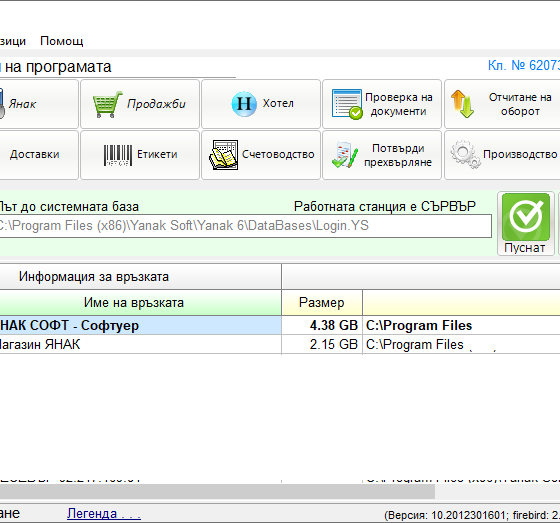 зици Помощ
на програмата
Кл. № 6207
Янак
Продажби
Хотел
Проверка на
документи
Отчитане на
оборот
Доставки
Етикети
Счетоводство
Потвърди
прехвърляне
Производство
Път до системната база
Работната станция е СЪРВЪР
C:\Program Files (x86)\Yanak Soft\Yanak 6\DataBases\Login.YS
Пуснат
Информация за връзката
Име на връзката Размер
НАК СОФТ - Софтуер 4.38 GB C:\Program Files
Магазин ЯНАК 2.15 GB C:\Program Files
Легенда . . .
(Версия: 10.2012301601; firebird: 2.